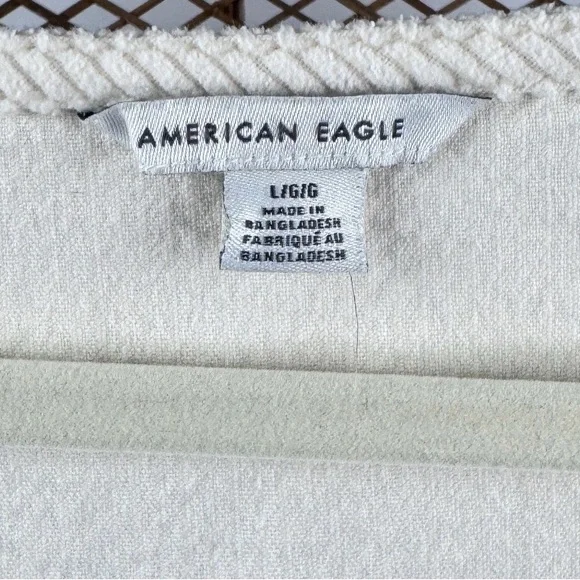 AMERICAN EAGLE
L/G/G
MADE IN
BANGLADESH
FABRIQUÉ AU
BANGLADESH